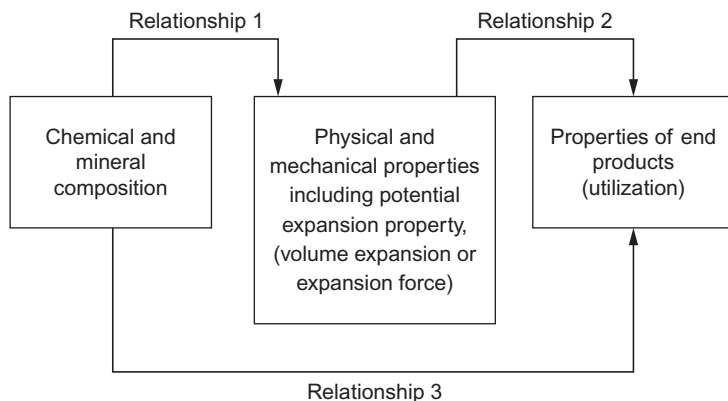 Relationship 1
Relationship 2
Chemical and
mineral
composition
Physical and
mechanical properties
including potential
expansion property,
(volume expansion or
expansion force)
Properties of end
products
(utilization)
Relationship 3